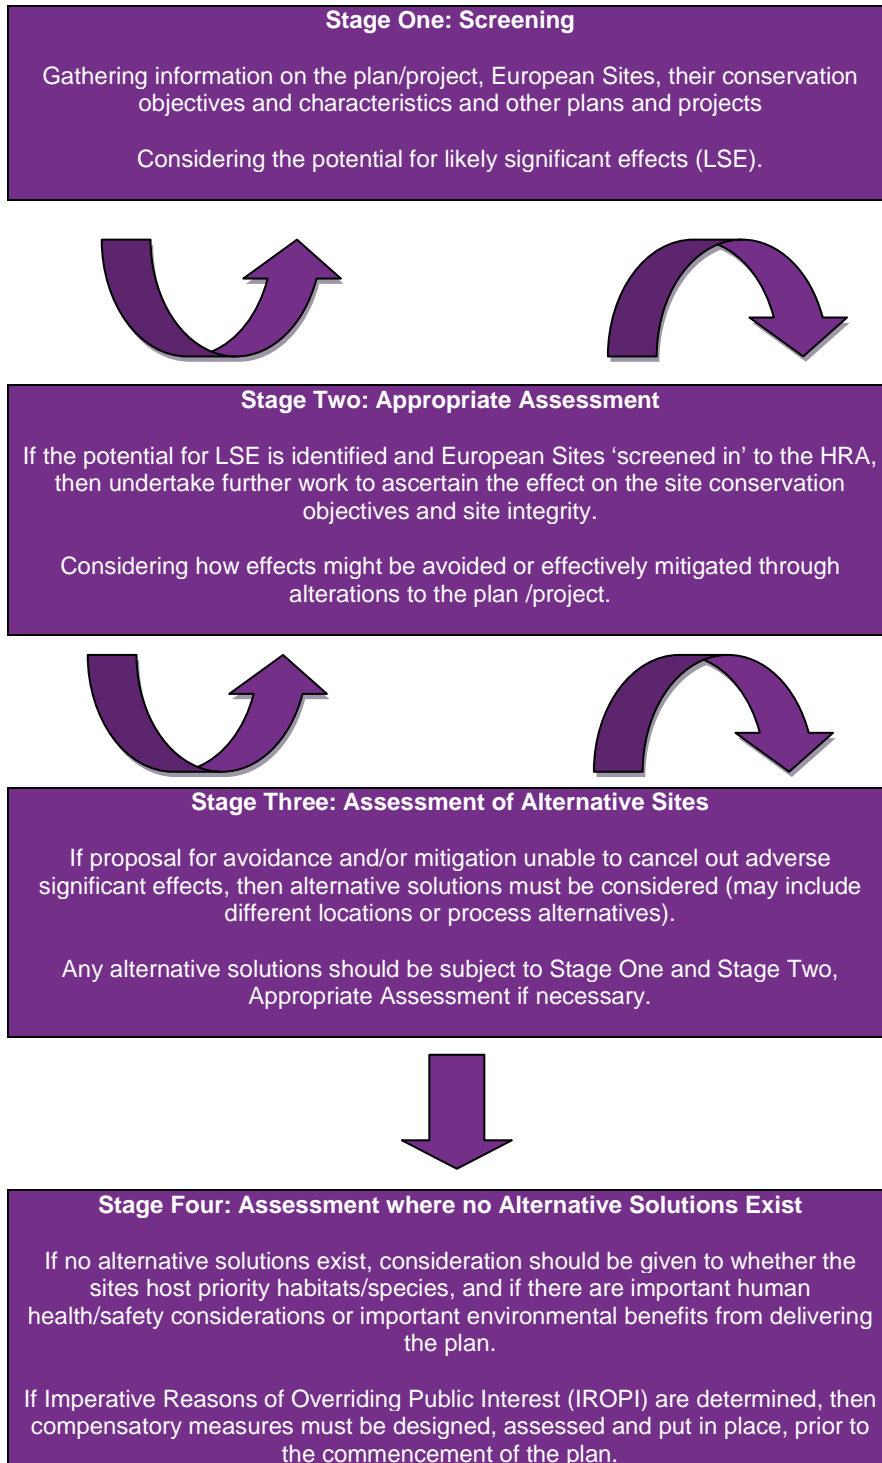 Stage One: Screening
Gathering information on the plan/project, European Sites, their conservation
objectives and characteristics and other plans and projects
Considering the potential for likely significant effects (LSE).
Stage Two: Appropriate Assessment
If the potential for LSE is identified and European Sites ‘screened in’ to the HRA,
then undertake further work to ascertain the effect on the site conservation
objectives and site integrity.
Considering how effects might be avoided or effectively mitigated through
alterations to the plan /project.
Stage Three: Assessment of Alternative Sites
If proposal for avoidance and/or mitigation unable to cancel out adverse
significant effects, then alternative solutions must be considered (may include
different locations or process alternatives).
Any alternative solutions should be subject to Stage One and Stage Two,
Appropriate Assessment if necessary.
Stage Four: Assessment where no Alternative Solutions Exist
If no alternative solutions exist, consideration should be given to whether the
sites host priority habitats/species, and if there are important human
health/safety considerations or important environmental benefits from delivering
the plan.
If Imperative Reasons of Overriding Public Interest (IROPI) are determined, then
compensatory measures must be designed, assessed and put in place, prior to
the commencement of the plan.